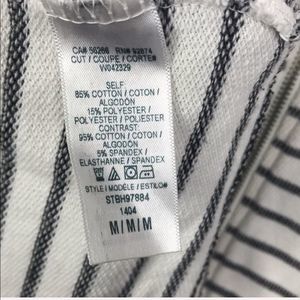 CA# 56266 RN# 92874
CUT / COUPE / CORTE#
W042329
SELF:
85% COTTON / COTON /
ALGODÓN
15% POLYESTER /
POLYESTER / POLIESTER
CONTRAST:
95% COTTON / COTON /
ALGODÓN
5% SPANDEX /
ELASTHANNE / SPANDEX
STYLE / MODÈLE / ESTILO#
STBH97884
1404
M / M / M